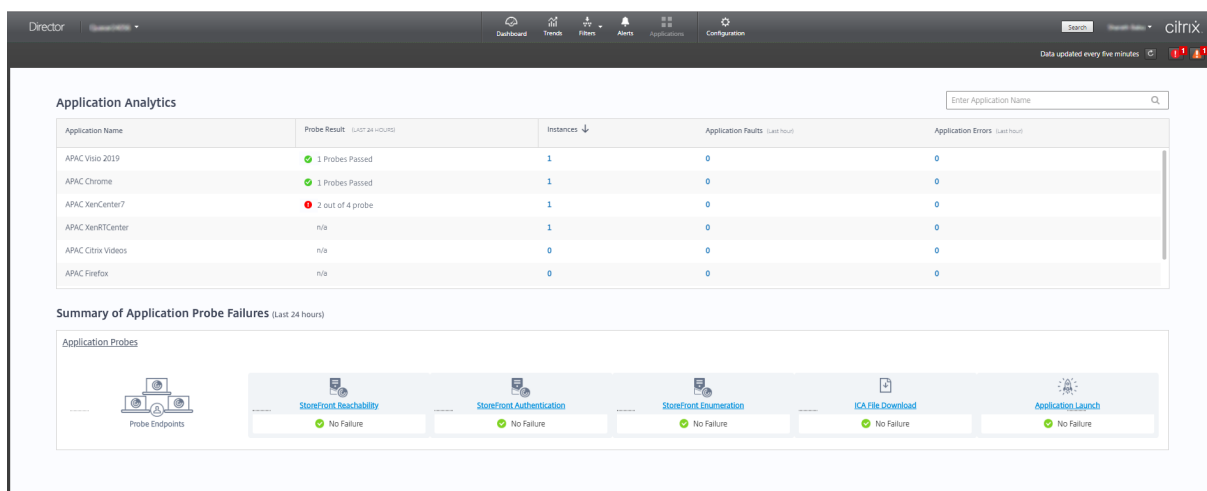 Director
Dashboard Trends Filters Alerts Applications Configuration
Search
citrix
Data updated every five minutes 1 1
Application Analytics
Enter Application Name
Application Name Probe Result (LAST 24 HOURS) Instances Application Faults (Last hour) Application Errors (Last hour)
APAC Visio 2019 1 Probes Passed 1 0 0
APAC Chrome 1 Probes Passed 1 0 0
APAC XenCenter7 2 out of 4 probe 1 0 0
APAC XenRTCenter n/a 1 0 0
APAC Citrix Videos n/a 0 0 0
APAC Firefox n/a 0 0 0
Summary of Application Probe Failures (Last 24 hours)
Application Probes
StoreFront Reachability StoreFront Authentication StoreFront Enumeration ICA File Download Application Launch
Probe Endpoints No Failure No Failure No Failure No Failure No Failure